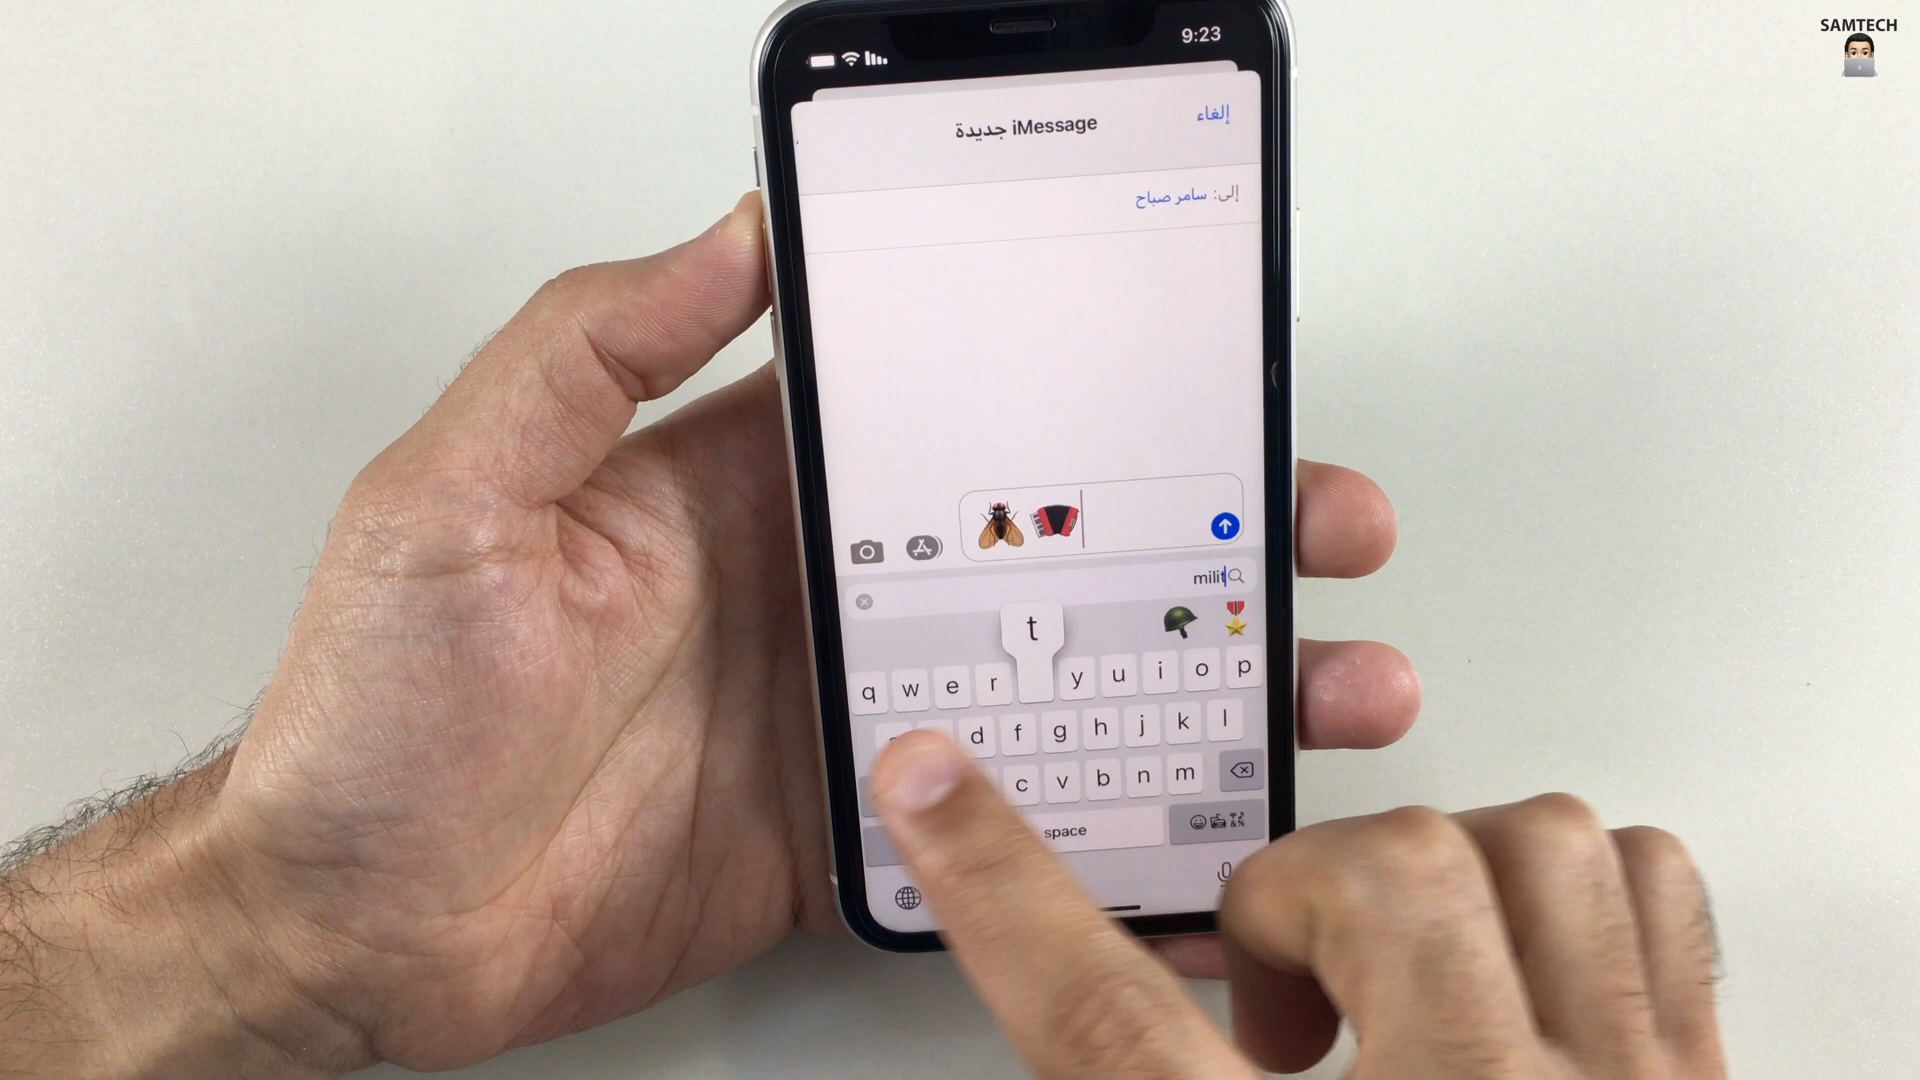 SAMTECH
9:23
إلغاء
iMessage جديدة
إلى: سامر صباح
milit
t
q w e r y u i o p
d f g h j k l
c v b n m
space